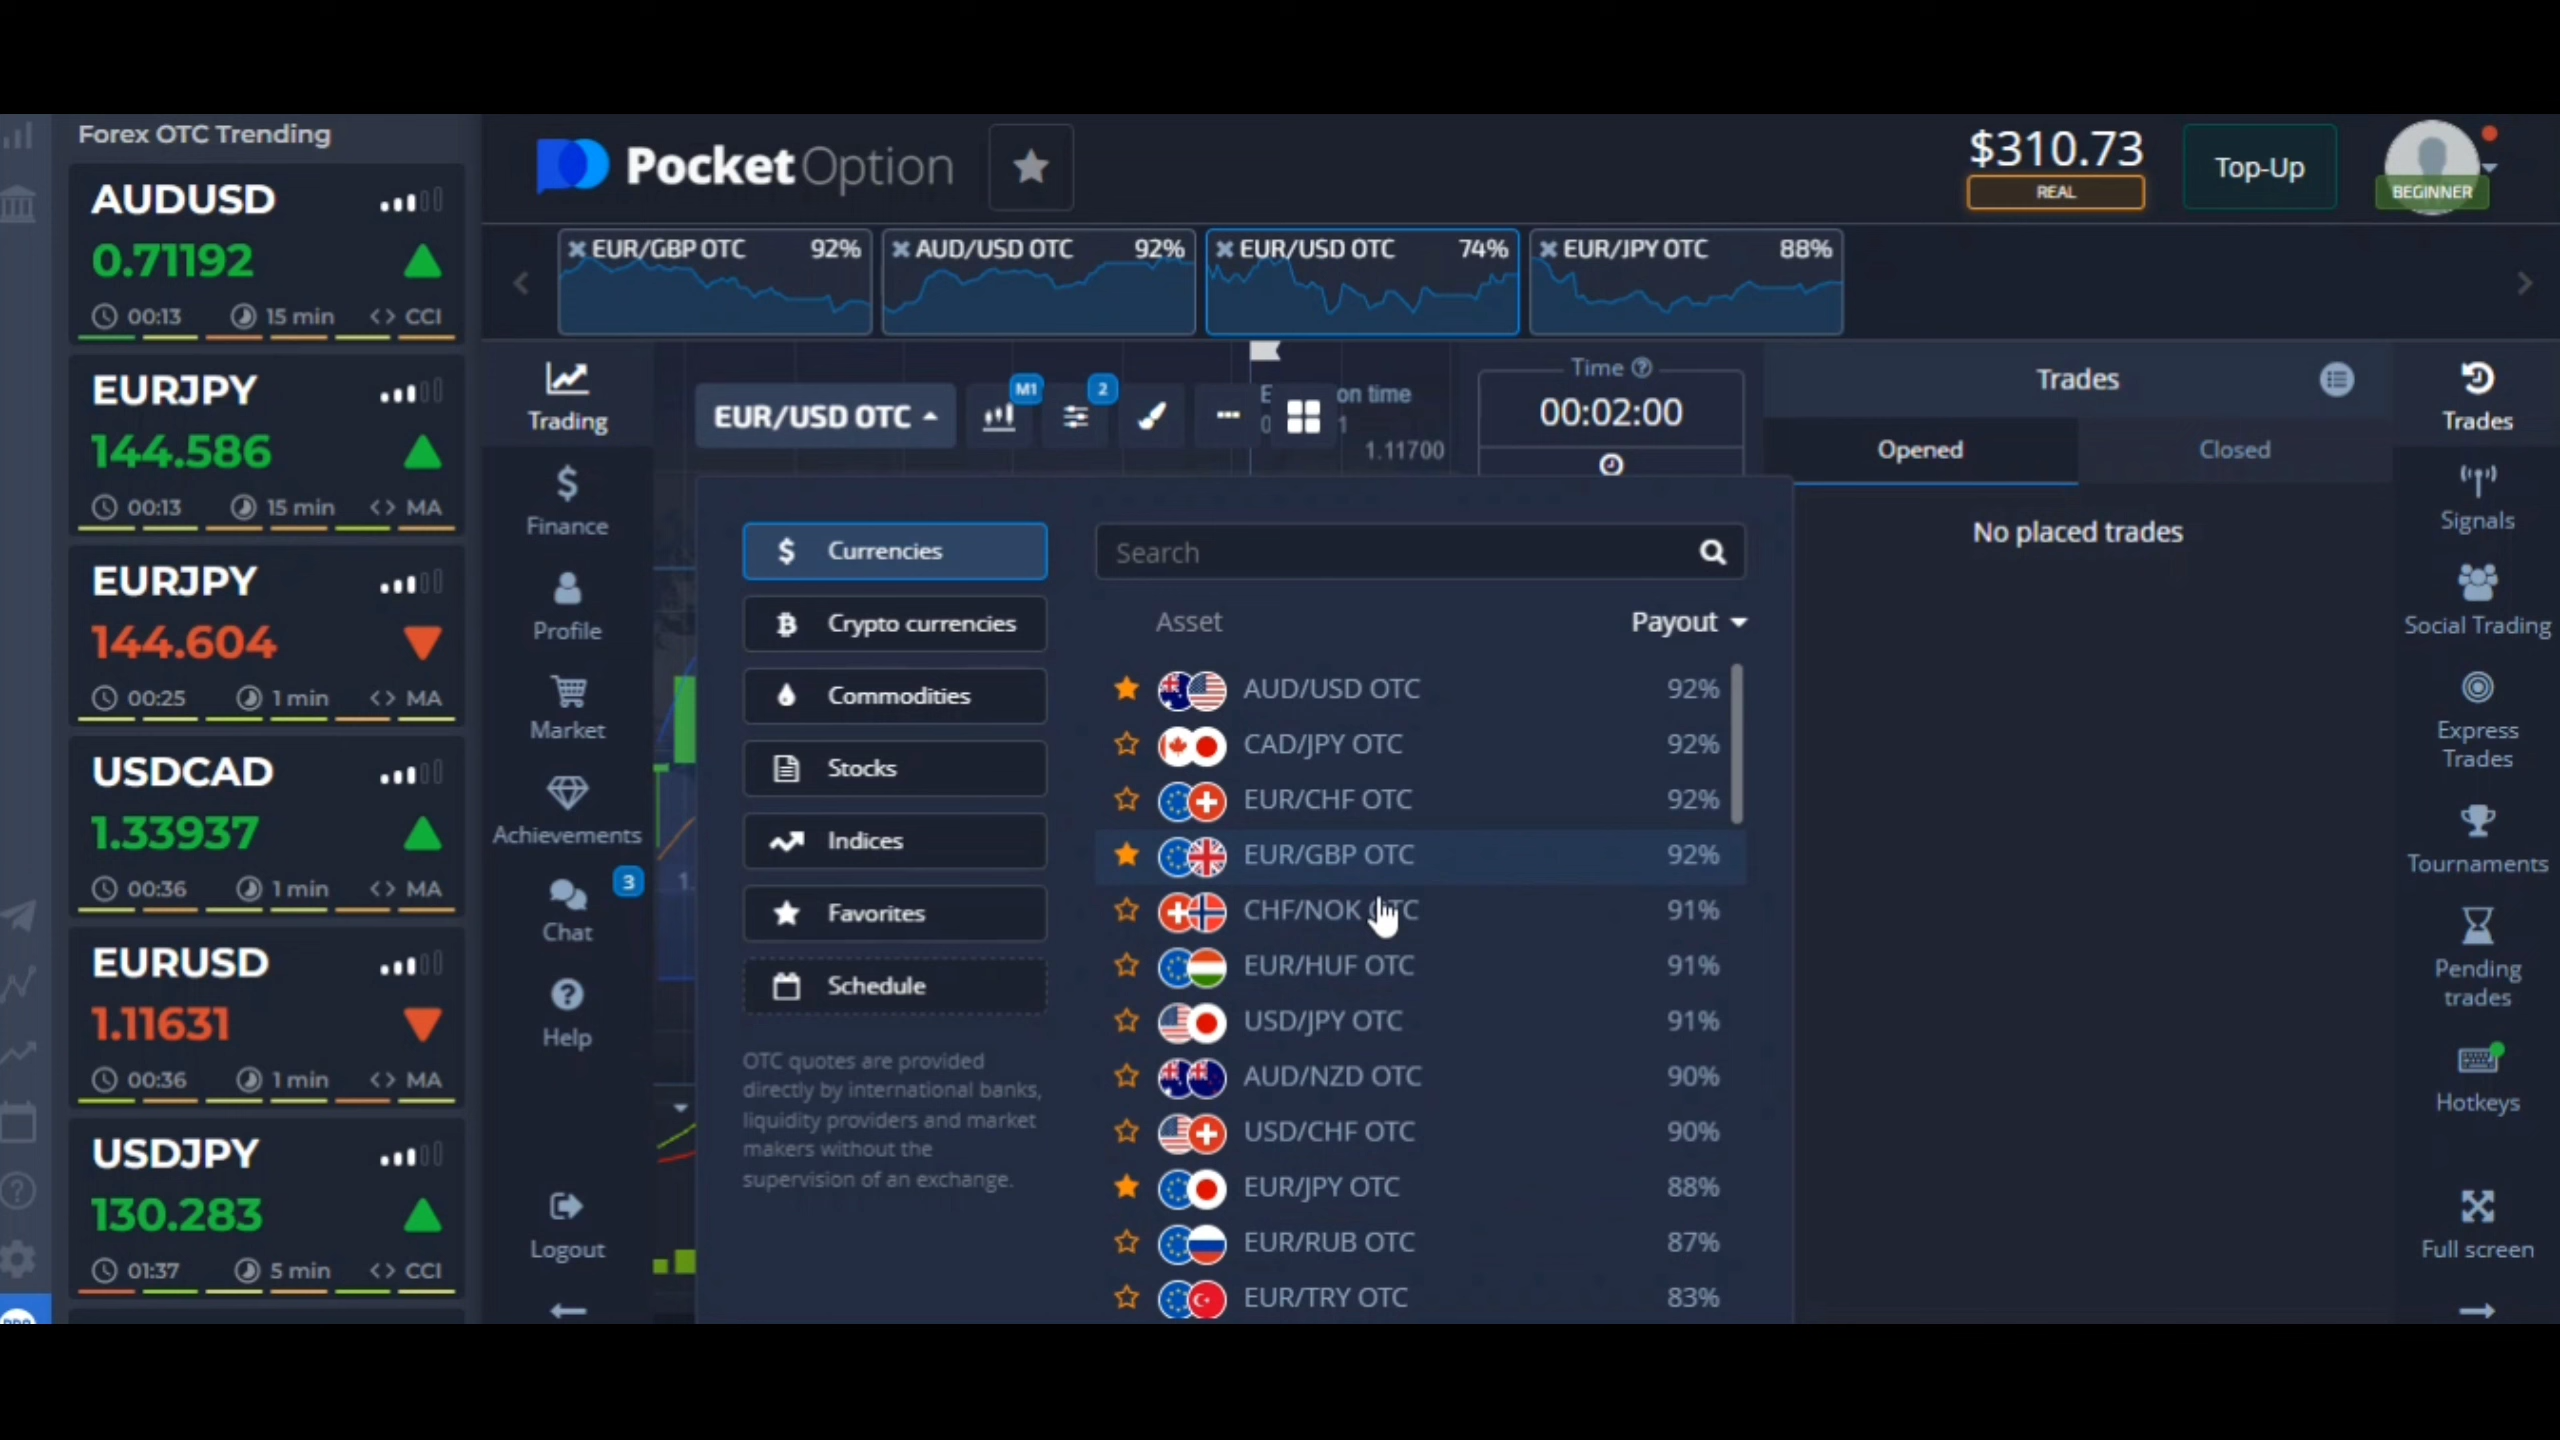 Forex OTC Trending
AUDUSD
0.71192
00:13 15 min <> CCI
EURJPY
144.586
00:13 15 min <> MA
EURJPY
144.604
00:25 1 min <> MA
USDCAD
1.33937
00:36 1 min <> MA
EURUSD
1.11631
00:36 1 min <> MA
USDJPY
130.283
01:37 5 min <> CCI
PocketOption
$310.73
REAL
Top-Up
BEGINNER
EUR/GBP OTC 92%
AUD/USD OTC 92%
EUR/USD OTC 74%
EUR/JPY OTC 88%
Trading
Finance
Profile
Market
Achievements
3
Chat
Help
Logout
EUR/USD OTC
M1
2
on time
1.11700
Time
00:02:00
Currencies
Crypto currencies
Commodities
Stocks
Indices
Favorites
Schedule
OTC quotes are provided
directly by international banks,
liquidity providers and market
makers without the
supervision of an exchange.
Search
Asset Payout
AUD/USD OTC 92%
CAD/JPY OTC 92%
EUR/CHF OTC 92%
EUR/GBP OTC 92%
CHF/NOK OTC 91%
EUR/HUF OTC 91%
USD/JPY OTC 91%
AUD/NZD OTC 90%
USD/CHF OTC 90%
EUR/JPY OTC 88%
EUR/RUB OTC 87%
EUR/TRY OTC 83%
Trades
Opened Closed
No placed trades
Trades
Signals
Social Trading
Express
Trades
Tournaments
Pending
trades
Hotkeys
Full screen